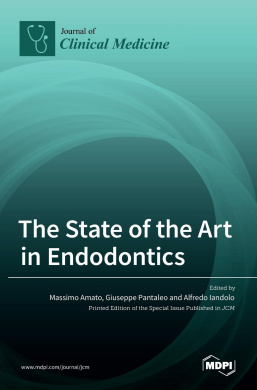 Journal of
Clinical Medicine
The State of the Art
in Endodontics
Edited by
Massimo Amato, Giuseppe Pantaleo and Alfredo Iandolo
Printed Edition of the Special Issue Published in JCM
www.mdpi.com/journal/jcm
MDPI